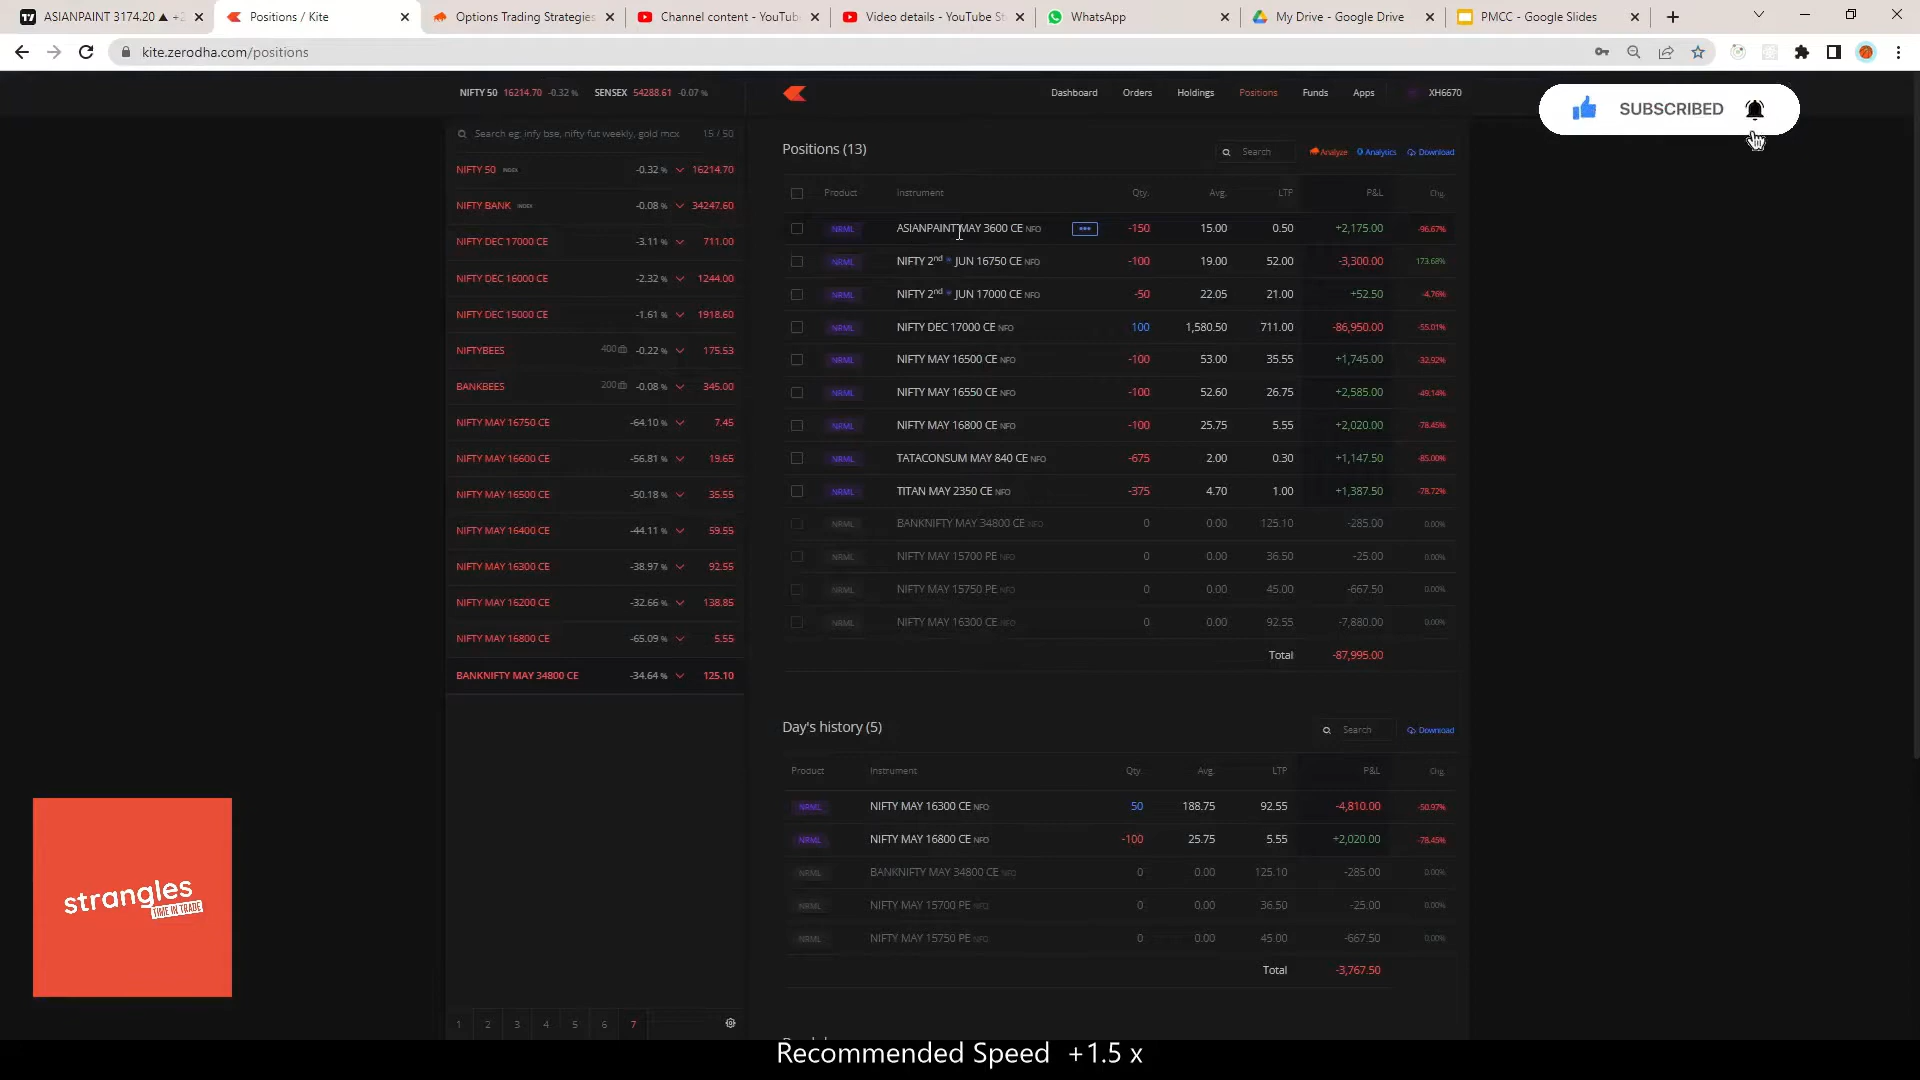 ASIANPAINT 3174.20 ▲ +2
Positions / Kite
Options Trading Strategies
Channel content - YouTub
Video details - YouTube S
WhatsApp
My Drive - Google Drive
PMCC - Google Slides
kite.zerodha.com/positions
NIFTY 50 16214.70 -0.32 % SENSEX 54288.61 -0.07 %
Dashboard Orders Holdings Positions Funds Apps XH6670
SUBSCRIBED
Search eg: infy bse, nifty fut weekly, gold mcx 15 / 50
NIFTY 50 INDEX -0.32 % 16214.70
NIFTY BANK INDEX -0.08 % 34247.60
NIFTY DEC 17000 CE -3.11 % 711.00
NIFTY DEC 16000 CE -2.32 % 1244.00
NIFTY DEC 15000 CE -1.61 % 1918.60
NIFTYBEES 400 -0.22 % 175.53
BANKBEES 200 -0.08 % 345.00
NIFTY MAY 16750 CE -64.10 % 7.45
NIFTY MAY 16600 CE -56.81 % 19.65
NIFTY MAY 16500 CE -50.18 % 35.55
NIFTY MAY 16400 CE -44.11 % 59.55
NIFTY MAY 16300 CE -38.97 % 92.55
NIFTY MAY 16200 CE -32.66 % 138.85
NIFTY MAY 16800 CE -65.09 % 5.55
BANKNIFTY MAY 34800 CE -34.64 % 125.10
1 2 3 4 5 6 7
Positions (13) Search Analyze Analytics Download
Product Instrument Qty. Avg. LTP P&L Chg.
NRML ASIANPAINT MAY 3600 CE NFO ••• -150 15.00 0.50 +2,175.00 -96.67%
NRML NIFTY 2nd JUN 16750 CE NFO -100 19.00 52.00 -3,300.00 173.68%
NRML NIFTY 2nd JUN 17000 CE NFO -50 22.05 21.00 +52.50 -4.76%
NRML NIFTY DEC 17000 CE NFO 100 1,580.50 711.00 -86,950.00 -55.01%
NRML NIFTY MAY 16500 CE NFO -100 53.00 35.55 +1,745.00 -32.92%
NRML NIFTY MAY 16550 CE NFO -100 52.60 26.75 +2,585.00 -49.14%
NRML NIFTY MAY 16800 CE NFO -100 25.75 5.55 +2,020.00 -78.45%
NRML TATACONSUM MAY 840 CE NFO -675 2.00 0.30 +1,147.50 -85.00%
NRML TITAN MAY 2350 CE NFO -375 4.70 1.00 +1,387.50 -78.72%
NRML BANKNIFTY MAY 34800 CE NFO 0 0.00 125.10 -285.00 0.00%
NRML NIFTY MAY 15700 PE NFO 0 0.00 36.50 -25.00 0.00%
NRML NIFTY MAY 15750 PE NFO 0 0.00 45.00 -667.50 0.00%
NRML NIFTY MAY 16300 CE NFO 0 0.00 92.55 -7,880.00 0.00%
Total -87,995.00
Day's history (5) Search Download
Product Instrument Qty. Avg. LTP P&L Chg.
NRML NIFTY MAY 16300 CE NFO 50 188.75 92.55 -4,810.00 -50.97%
NRML NIFTY MAY 16800 CE NFO -100 25.75 5.55 +2,020.00 -78.45%
NRML BANKNIFTY MAY 34800 CE NFO 0 0.00 125.10 -285.00 0.00%
NRML NIFTY MAY 15700 PE NFO 0 0.00 36.50 -25.00 0.00%
NRML NIFTY MAY 15750 PE NFO 0 0.00 45.00 -667.50 0.00%
Total -3,767.50
strangles
TIME IN TRADE
Recommended Speed +1.5 x